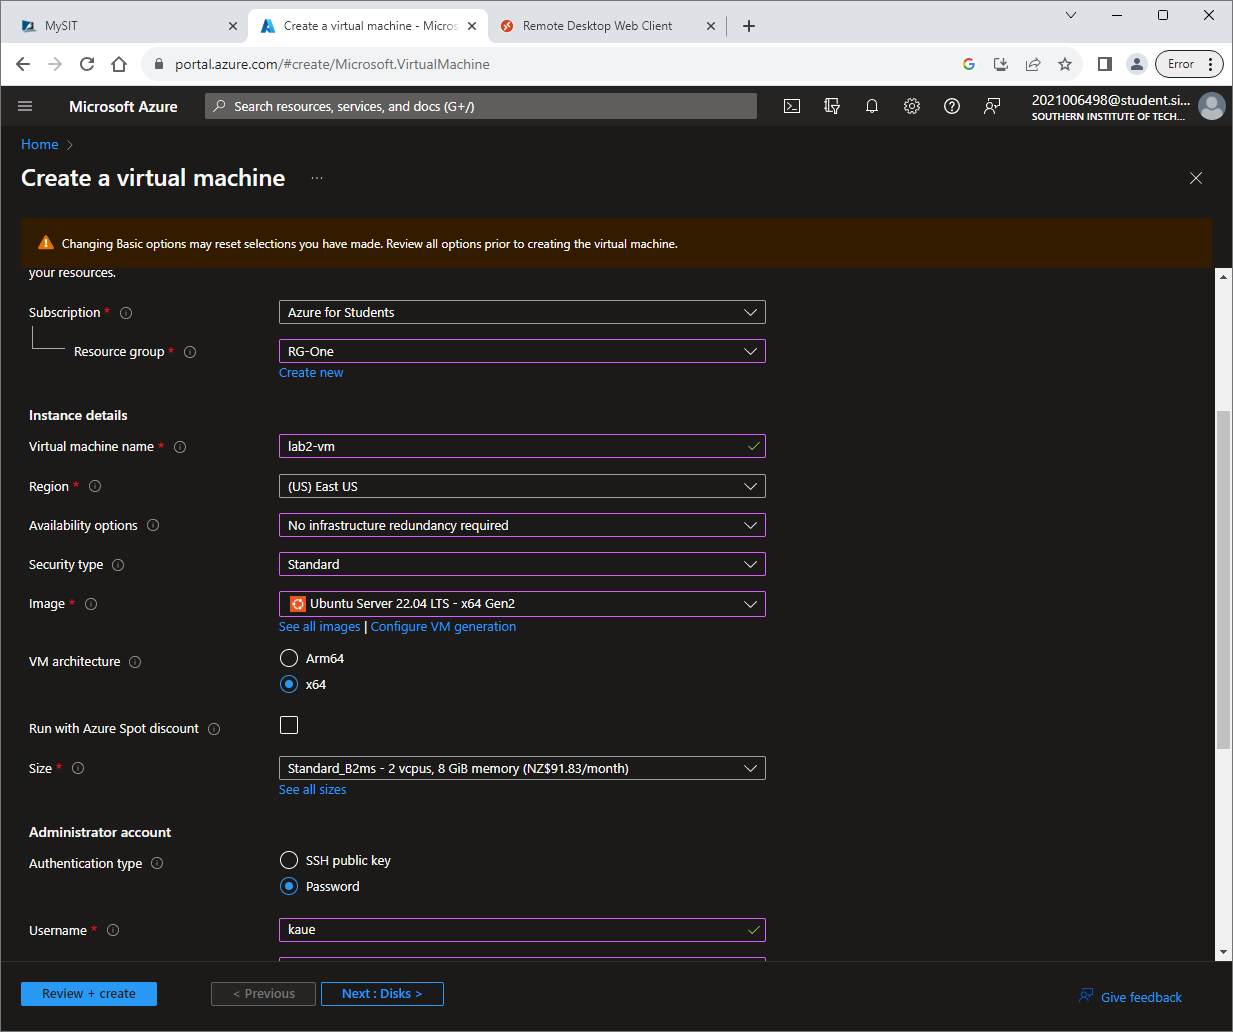 MySIT
Create a virtual machine - Micros
Remote Desktop Web Client
portal.azure.com/#create/Microsoft.VirtualMachine
Error
Microsoft Azure
Search resources, services, and docs (G+/)
2021006498@student.si...
SOUTHERN INSTITUTE OF TECH...
Home
Create a virtual machine
...
Changing Basic options may reset selections you have made. Review all options prior to creating the virtual machine.
your resources.
Subscription *
Azure for Students
Resource group *
RG-One
Create new
Instance details
Virtual machine name *
lab2-vm
Region *
(US) East US
Availability options
No infrastructure redundancy required
Security type
Standard
Image *
Ubuntu Server 22.04 LTS - x64 Gen2
See all images | Configure VM generation
VM architecture
Arm64
x64
Run with Azure Spot discount
Size *
Standard_B2ms - 2 vcpus, 8 GiB memory (NZ$91.83/month)
See all sizes
Administrator account
Authentication type
SSH public key
Password
Username *
kaue
Review + create
< Previous
Next : Disks >
Give feedback